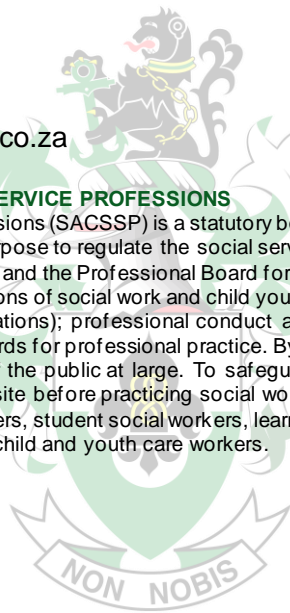 co.za
ERVICE PROFESSIONS
sions (SACSSP) is a statutory bo
rpose to regulate the social serv
and the Professional Board for
ons of social work and child you
ations); professional conduct a
rds for professional practice. By
the public at large. To safegu
site before practicing social wo
ers, student social workers, learn
child and youth care workers.
NON NOBIS